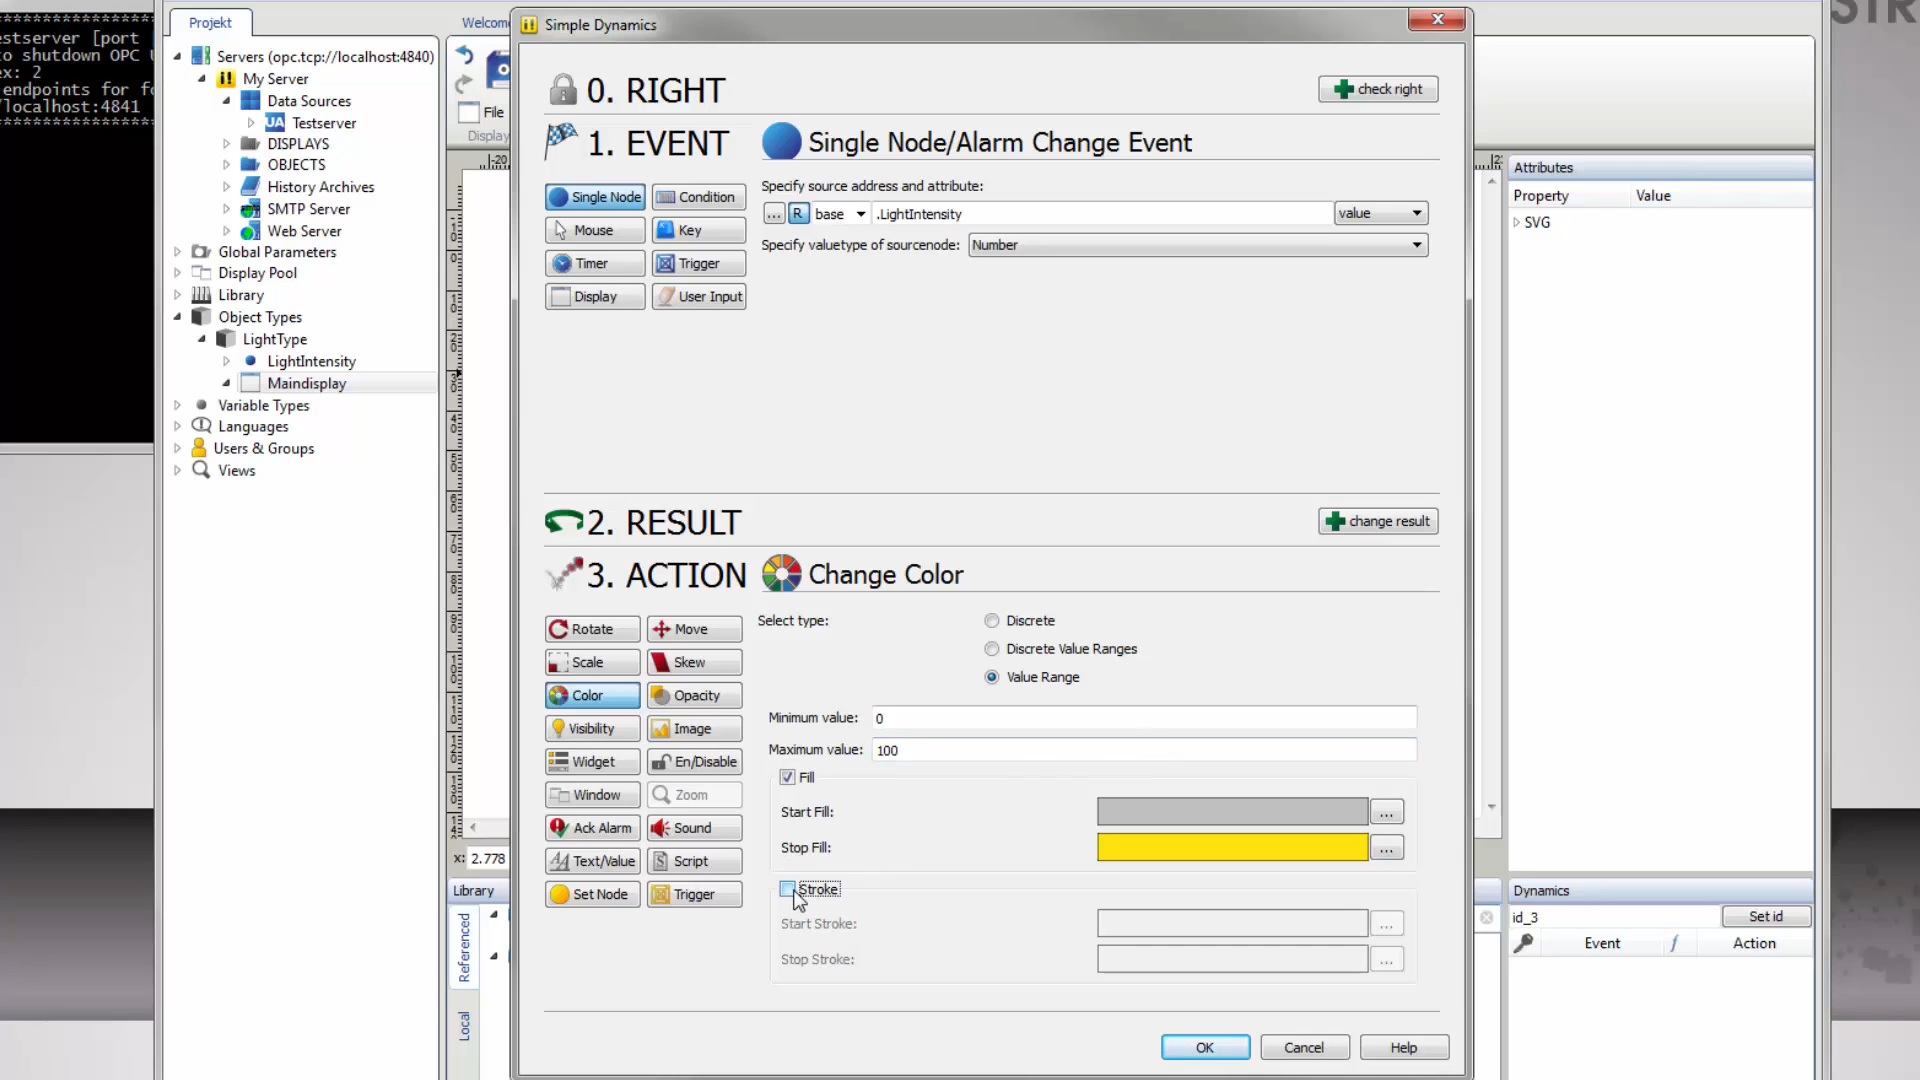 estserver [port
o shutdown OPC U
ex: 2
endpoints for fo
/localhost:4841
Projekt
Servers (opc.tcp://localhost:4840)
My Server
Data Sources
UA Testserver
DISPLAYS
OBJECTS
History Archives
SMTP Server
Web Server
Global Parameters
Display Pool
Library
Object Types
LightType
LightIntensity
Maindisplay
Variable Types
Languages
Users & Groups
Views
Welcome
File
Display
-20
x: 2.778
Library
Referenced
Local
Simple Dynamics
0. RIGHT
check right
1. EVENT
Single Node/Alarm Change Event
Single Node
Condition
Mouse
Key
Timer
Trigger
Display
User Input
Specify source address and attribute:
... R base .LightIntensity value
Specify valuetype of sourcenode: Number
2. RESULT
change result
3. ACTION
Change Color
Rotate
Move
Scale
Skew
Color
Opacity
Visibility
Image
Widget
En/Disable
Window
Zoom
Ack Alarm
Sound
Text/Value
Script
Set Node
Trigger
Select type:
Discrete
Discrete Value Ranges
Value Range
Minimum value: 0
Maximum value: 100
Fill
Start Fill: ...
Stop Fill: ...
Stroke
Start Stroke: ...
Stop Stroke: ...
OK
Cancel
Help
STR
Attributes
Property Value
SVG
Dynamics
id_3 Set id
Event f Action